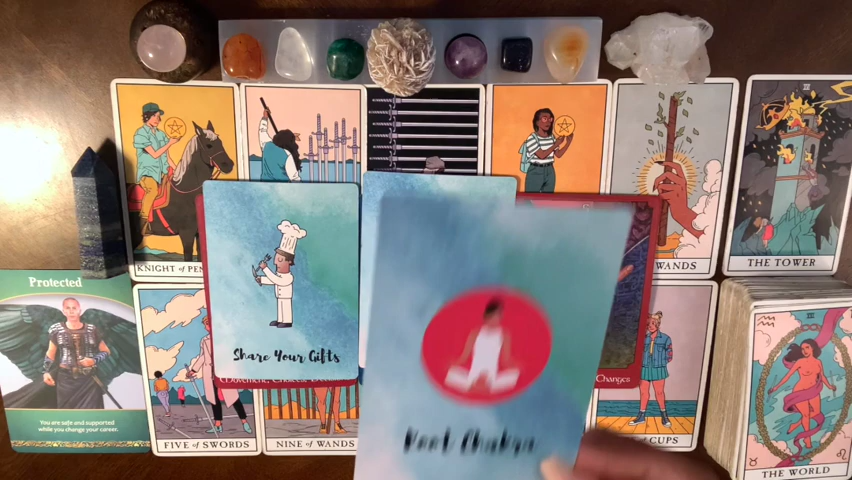 KNIGHT of PEN
WANDS
THE TOWER
Protected
You are safe and supported
while you change your career.
Share Your Gifts
Changes
Root Chakra
FIVE of SWORDS
NINE of WANDS
CUPS
XXI
THE WORLD